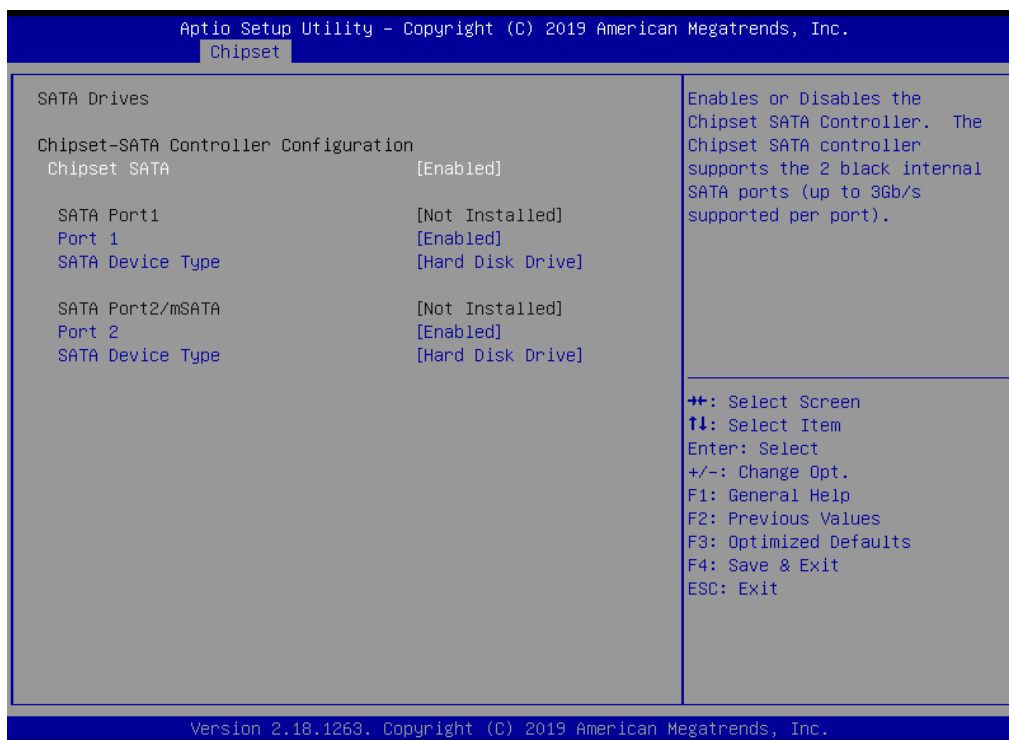 Aptio Setup Utility – Copyright (C) 2019 American Megatrends, Inc.
Chipset
SATA Drives
Chipset-SATA Controller Configuration
Chipset SATA [Enabled]
SATA Port1 [Not Installed]
Port 1 [Enabled]
SATA Device Type [Hard Disk Drive]
SATA Port2/mSATA [Not Installed]
Port 2 [Enabled]
SATA Device Type [Hard Disk Drive]
Enables or Disables the
Chipset SATA Controller. The
Chipset SATA controller
supports the 2 black internal
SATA ports (up to 3Gb/s
supported per port).
→←: Select Screen
↑↓: Select Item
Enter: Select
+/-: Change Opt.
F1: General Help
F2: Previous Values
F3: Optimized Defaults
F4: Save & Exit
ESC: Exit
Version 2.18.1263. Copyright (C) 2019 American Megatrends, Inc.